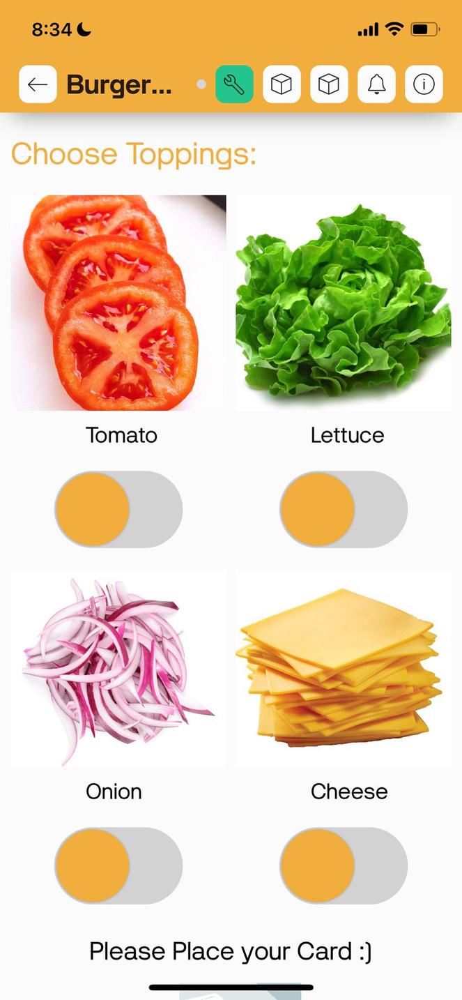 8:34
Burger...
Choose Toppings:
Tomato Lettuce
Onion Cheese
Please Place your Card :)